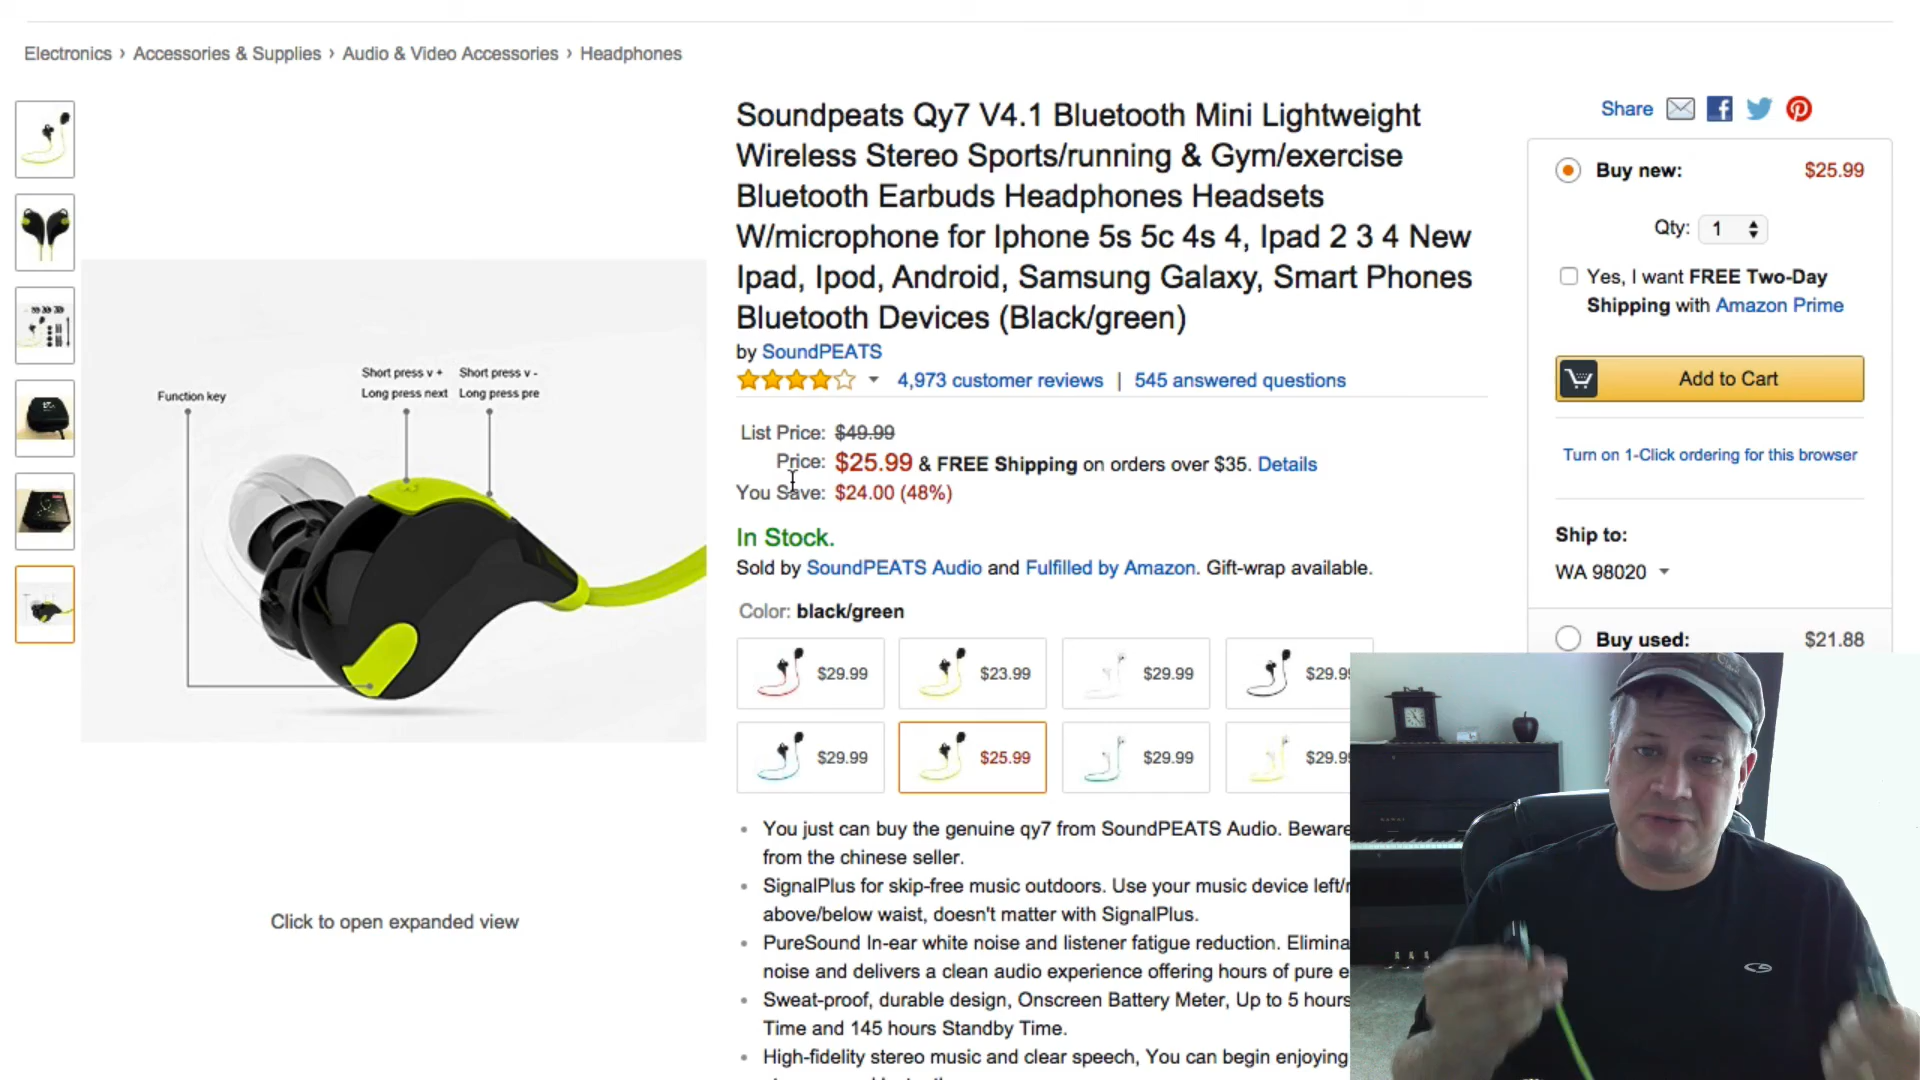 Electronics › Accessories & Supplies › Audio & Video Accessories › Headphones
Soundpeats Qy7 V4.1 Bluetooth Mini Lightweight
Wireless Stereo Sports/running & Gym/exercise
Bluetooth Earbuds Headphones Headsets
W/microphone for Iphone 5s 5c 4s 4, Ipad 2 3 4 New
Ipad, Ipod, Android, Samsung Galaxy, Smart Phones
Bluetooth Devices (Black/green)
by SoundPEATS
4,973 customer reviews | 545 answered questions
List Price: $49.99
Price: $25.99 & FREE Shipping on orders over $35. Details
You Save: $24.00 (48%)
In Stock.
Sold by SoundPEATS Audio and Fulfilled by Amazon. Gift-wrap available.
Color: black/green
$29.99 $23.99 $29.99 $29.99
$29.99 $25.99 $29.99 $29.99
• You just can buy the genuine qy7 from SoundPEATS Audio. Beware
from the chinese seller.
• SignalPlus for skip-free music outdoors. Use your music device left/
above/below waist, doesn't matter with SignalPlus.
• PureSound In-ear white noise and listener fatigue reduction. Elimina
noise and delivers a clean audio experience offering hours of pure
• Sweat-proof, durable design, Onscreen Battery Meter, Up to 5 hours
Time and 145 hours Standby Time.
• High-fidelity stereo music and clear speech, You can begin enjoying
Function key
Short press v + Short press v -
Long press next Long press pre
Click to open expanded view
Share
Buy new: $25.99
Qty: 1
Yes, I want FREE Two-Day
Shipping with Amazon Prime
Add to Cart
Turn on 1-Click ordering for this browser
Ship to:
WA 98020
Buy used: $21.88